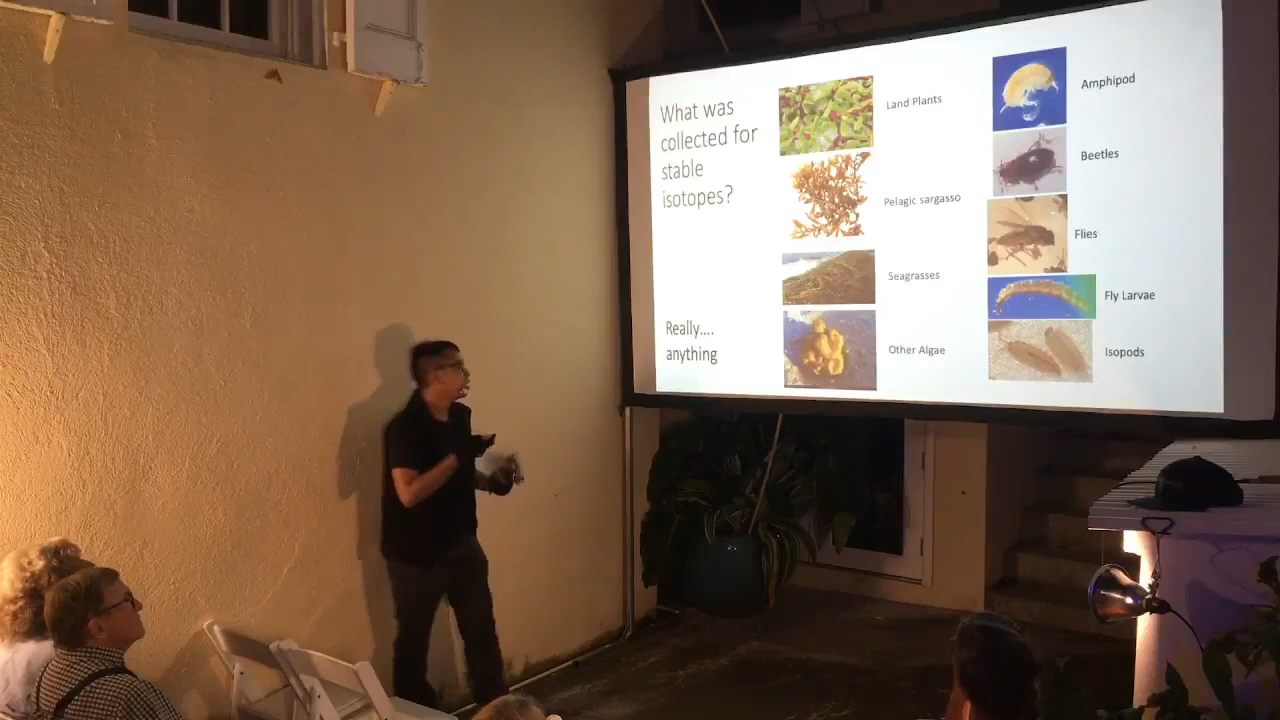 What was
collected for
stable
isotopes?
Really....
anything
Land Plants
Pelagic sargasso
Seagrasses
Other Algae
Amphipod
Beetles
Flies
Fly Larvae
Isopods